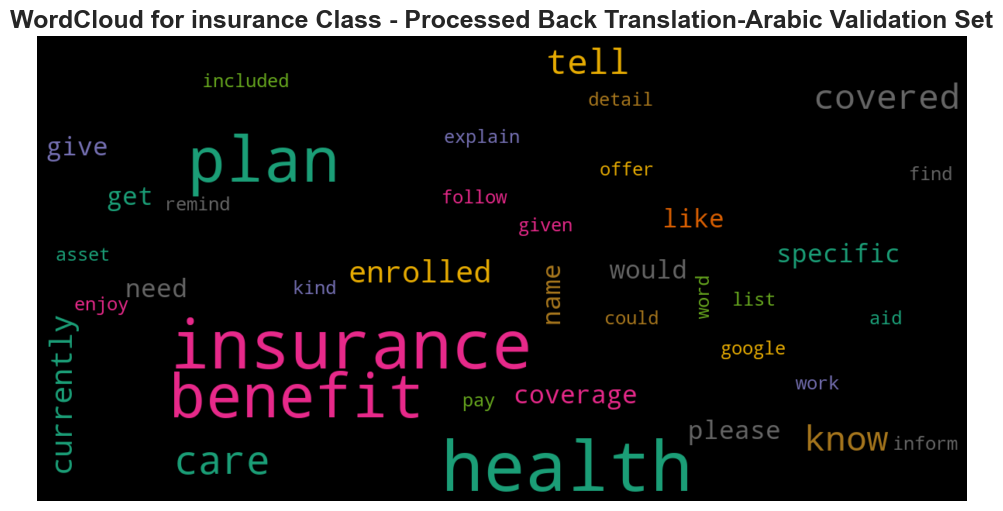 WordCloud for insurance Class - Processed Back Translation-Arabic Validation Set
tell
included
covered
detail
explain
give
plan
offer
find
get
remind
follow
like
given
asset
specific
enrolled
would
need
kind
name
word
list
enjoy
could
aid
currently
insurance
google
benefit
work
pay
coverage
please
know
inform
care
health